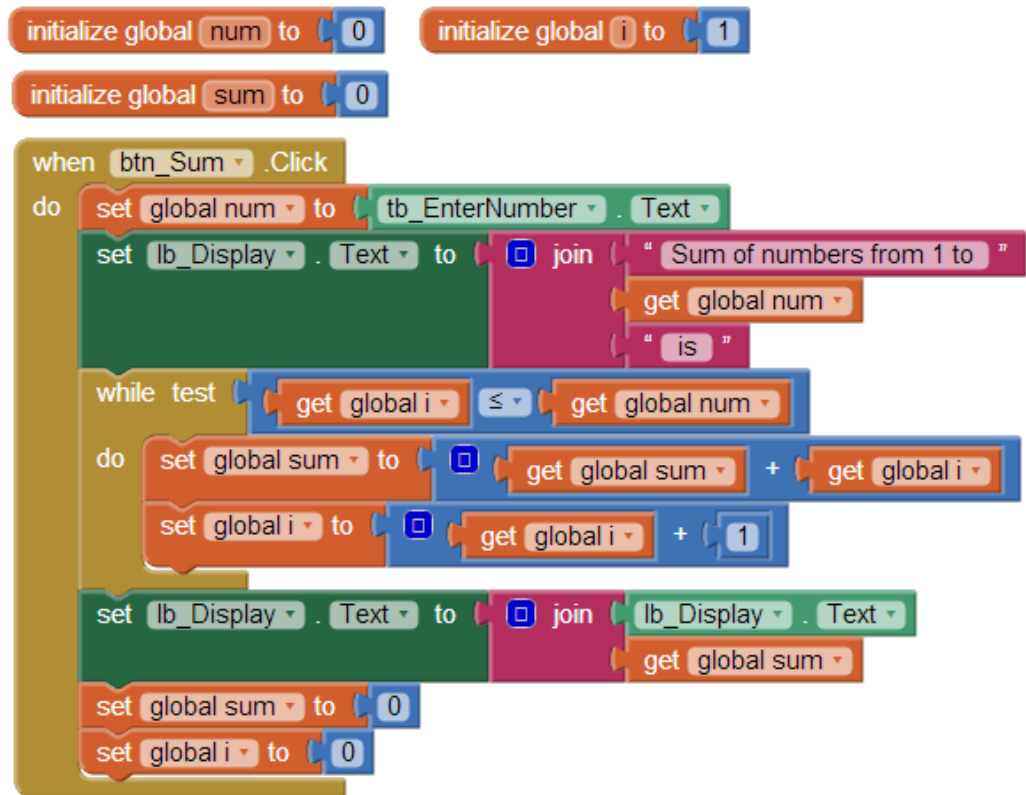 initialize global num to 0 initialize global i to 1
initialize global sum to 0
when btn_Sum .Click
do set global num to tb_EnterNumber . Text
set lb_Display . Text to join “ Sum of numbers from 1 to ”
get global num
“ is ”
while test get global i ≤ get global num
do set global sum to get global sum + get global i
set global i to get global i + 1
set lb_Display . Text to join lb_Display . Text
get global sum
set global sum to 0
set global i to 0